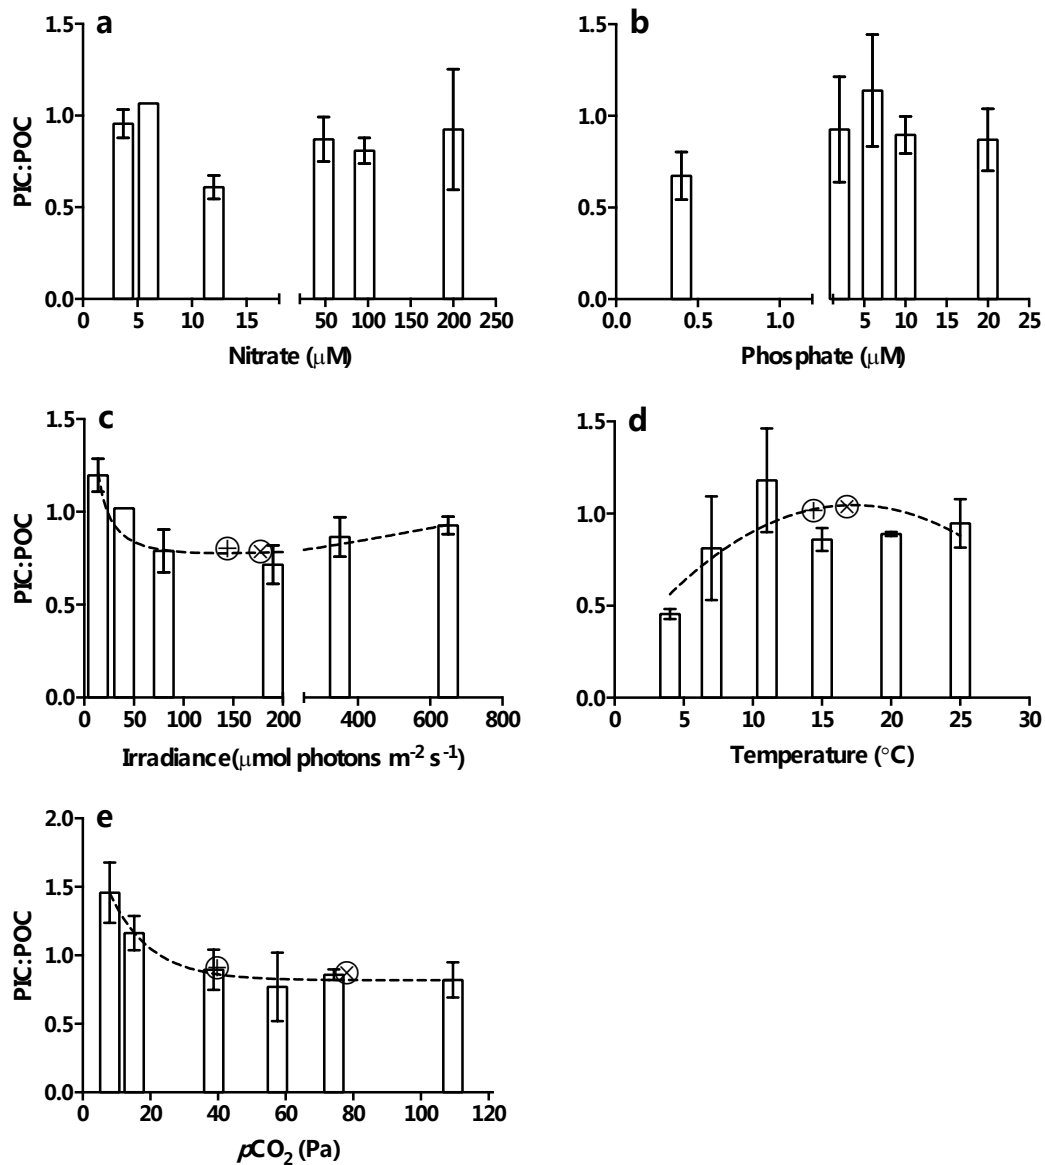 a
1.5
1.0
0.5
0.0
PIC:POC
0 5 10 15 50 100 150 200 250
Nitrate (μM)
b
1.5
1.0
0.5
0.0
0.0 0.5 1.0 5 10 15 20 25
Phosphate (μM)
c
1.5
1.0
0.5
0.0
PIC:POC
0 50 100 150 200 400 600 800
Irradiance(μmol photons m⁻² s⁻¹)
d
1.5
1.0
0.5
0.0
0 5 10 15 20 25 30
Temperature (°C)
e
2.0
1.5
1.0
0.5
0.0
PIC:POC
0 20 40 60 80 100 120
pCO₂ (Pa)